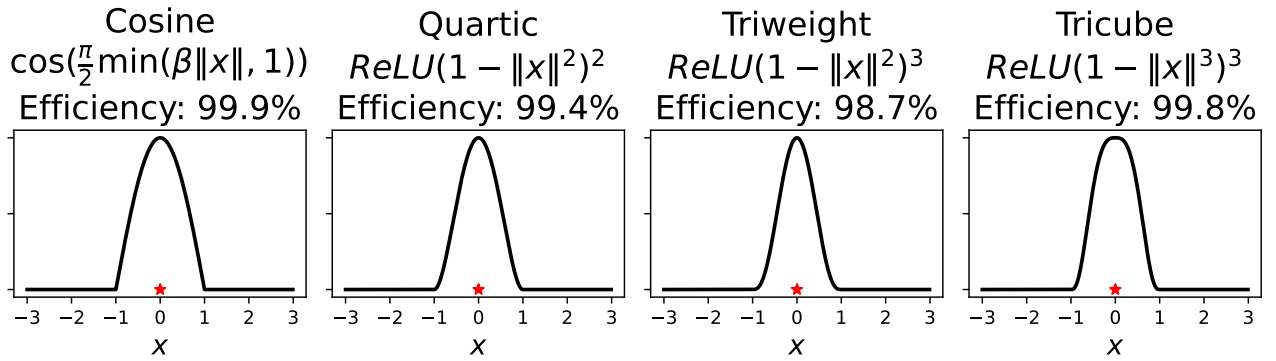 Cosine
cos(π/2 min(β‖x‖, 1))
Efficiency: 99.9%
−3 −2 −1 0 1 2 3
x
Quartic
ReLU(1 − ‖x‖²)²
Efficiency: 99.4%
−3 −2 −1 0 1 2 3
x
Triweight
ReLU(1 − ‖x‖²)³
Efficiency: 98.7%
−3 −2 −1 0 1 2 3
x
Tricube
ReLU(1 − ‖x‖³)³
Efficiency: 99.8%
−3 −2 −1 0 1 2 3
x